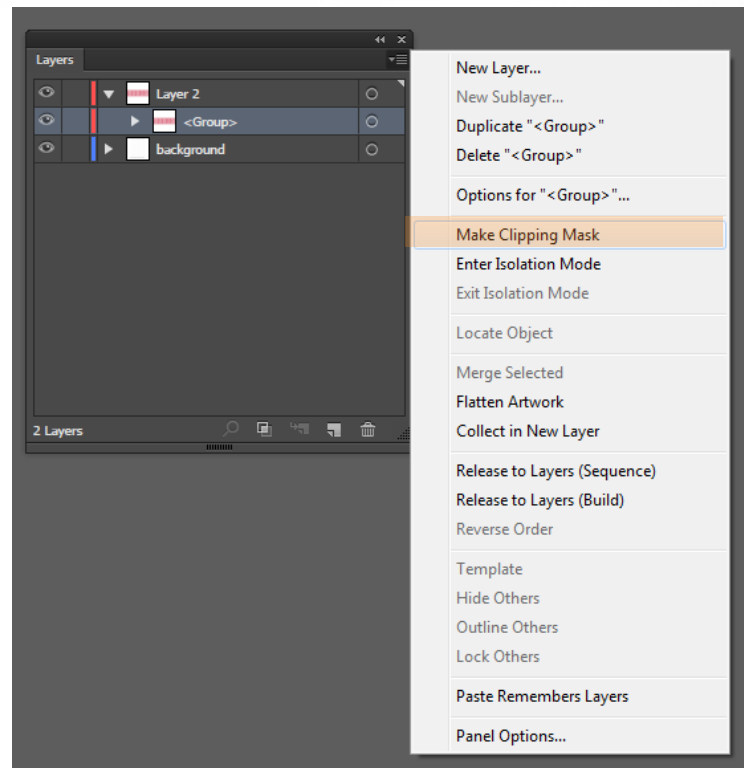 Layers
Layer 2
<Group>
background
2 Layers
New Layer...
New Sublayer...
Duplicate "<Group>"
Delete "<Group>"
Options for "<Group>"...
Make Clipping Mask
Enter Isolation Mode
Exit Isolation Mode
Locate Object
Merge Selected
Flatten Artwork
Collect in New Layer
Release to Layers (Sequence)
Release to Layers (Build)
Reverse Order
Template
Hide Others
Outline Others
Lock Others
Paste Remembers Layers
Panel Options...